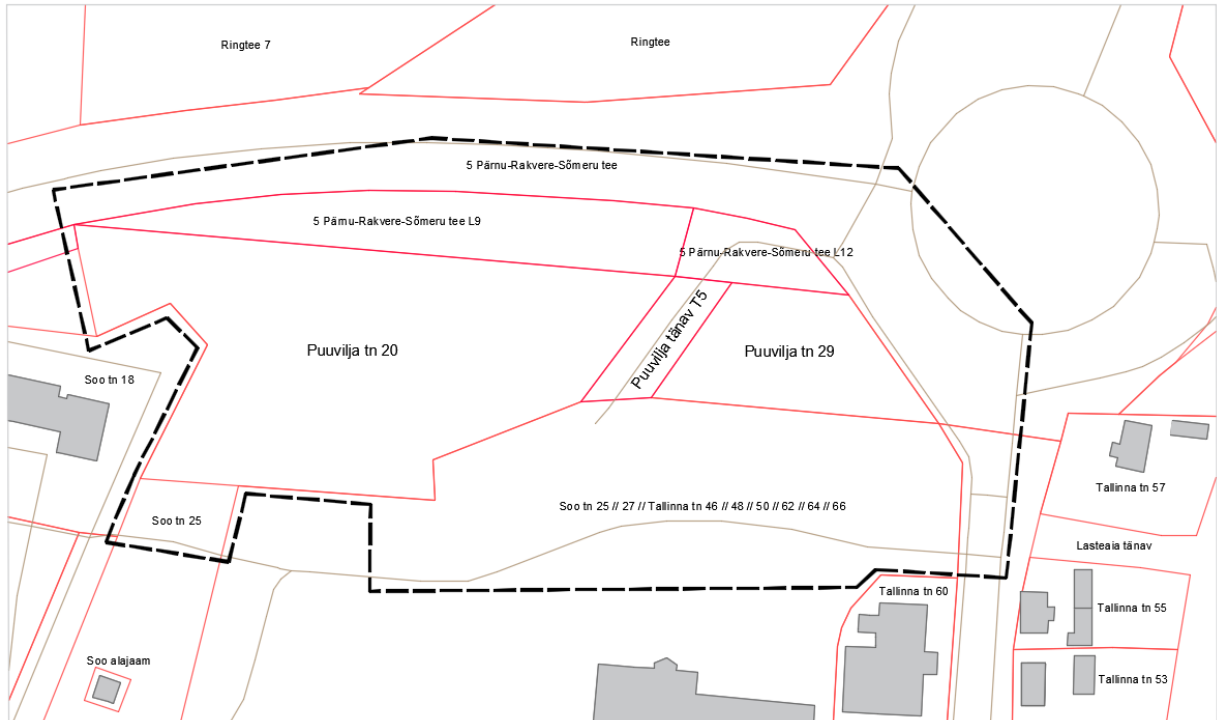 Ringtee 7
Ringtee
5 Pärnu-Rakvere-Sõmeru tee
5 Pärnu-Rakvere-Sõmeru tee L9
5 Pärnu-Rakvere-Sõmeru tee L12
Puuvilja tänav T5
Puuvilja tn 20
Puuvilja tn 29
Soo tn 18
Tallinna tn 57
Soo tn 25 // 27 // Tallinna tn 46 // 48 // 50 // 62 // 64 // 66
Soo tn 25
Lasteaia tänav
Tallinna tn 60
Tallinna tn 55
Soo alajaam
Tallinna tn 53